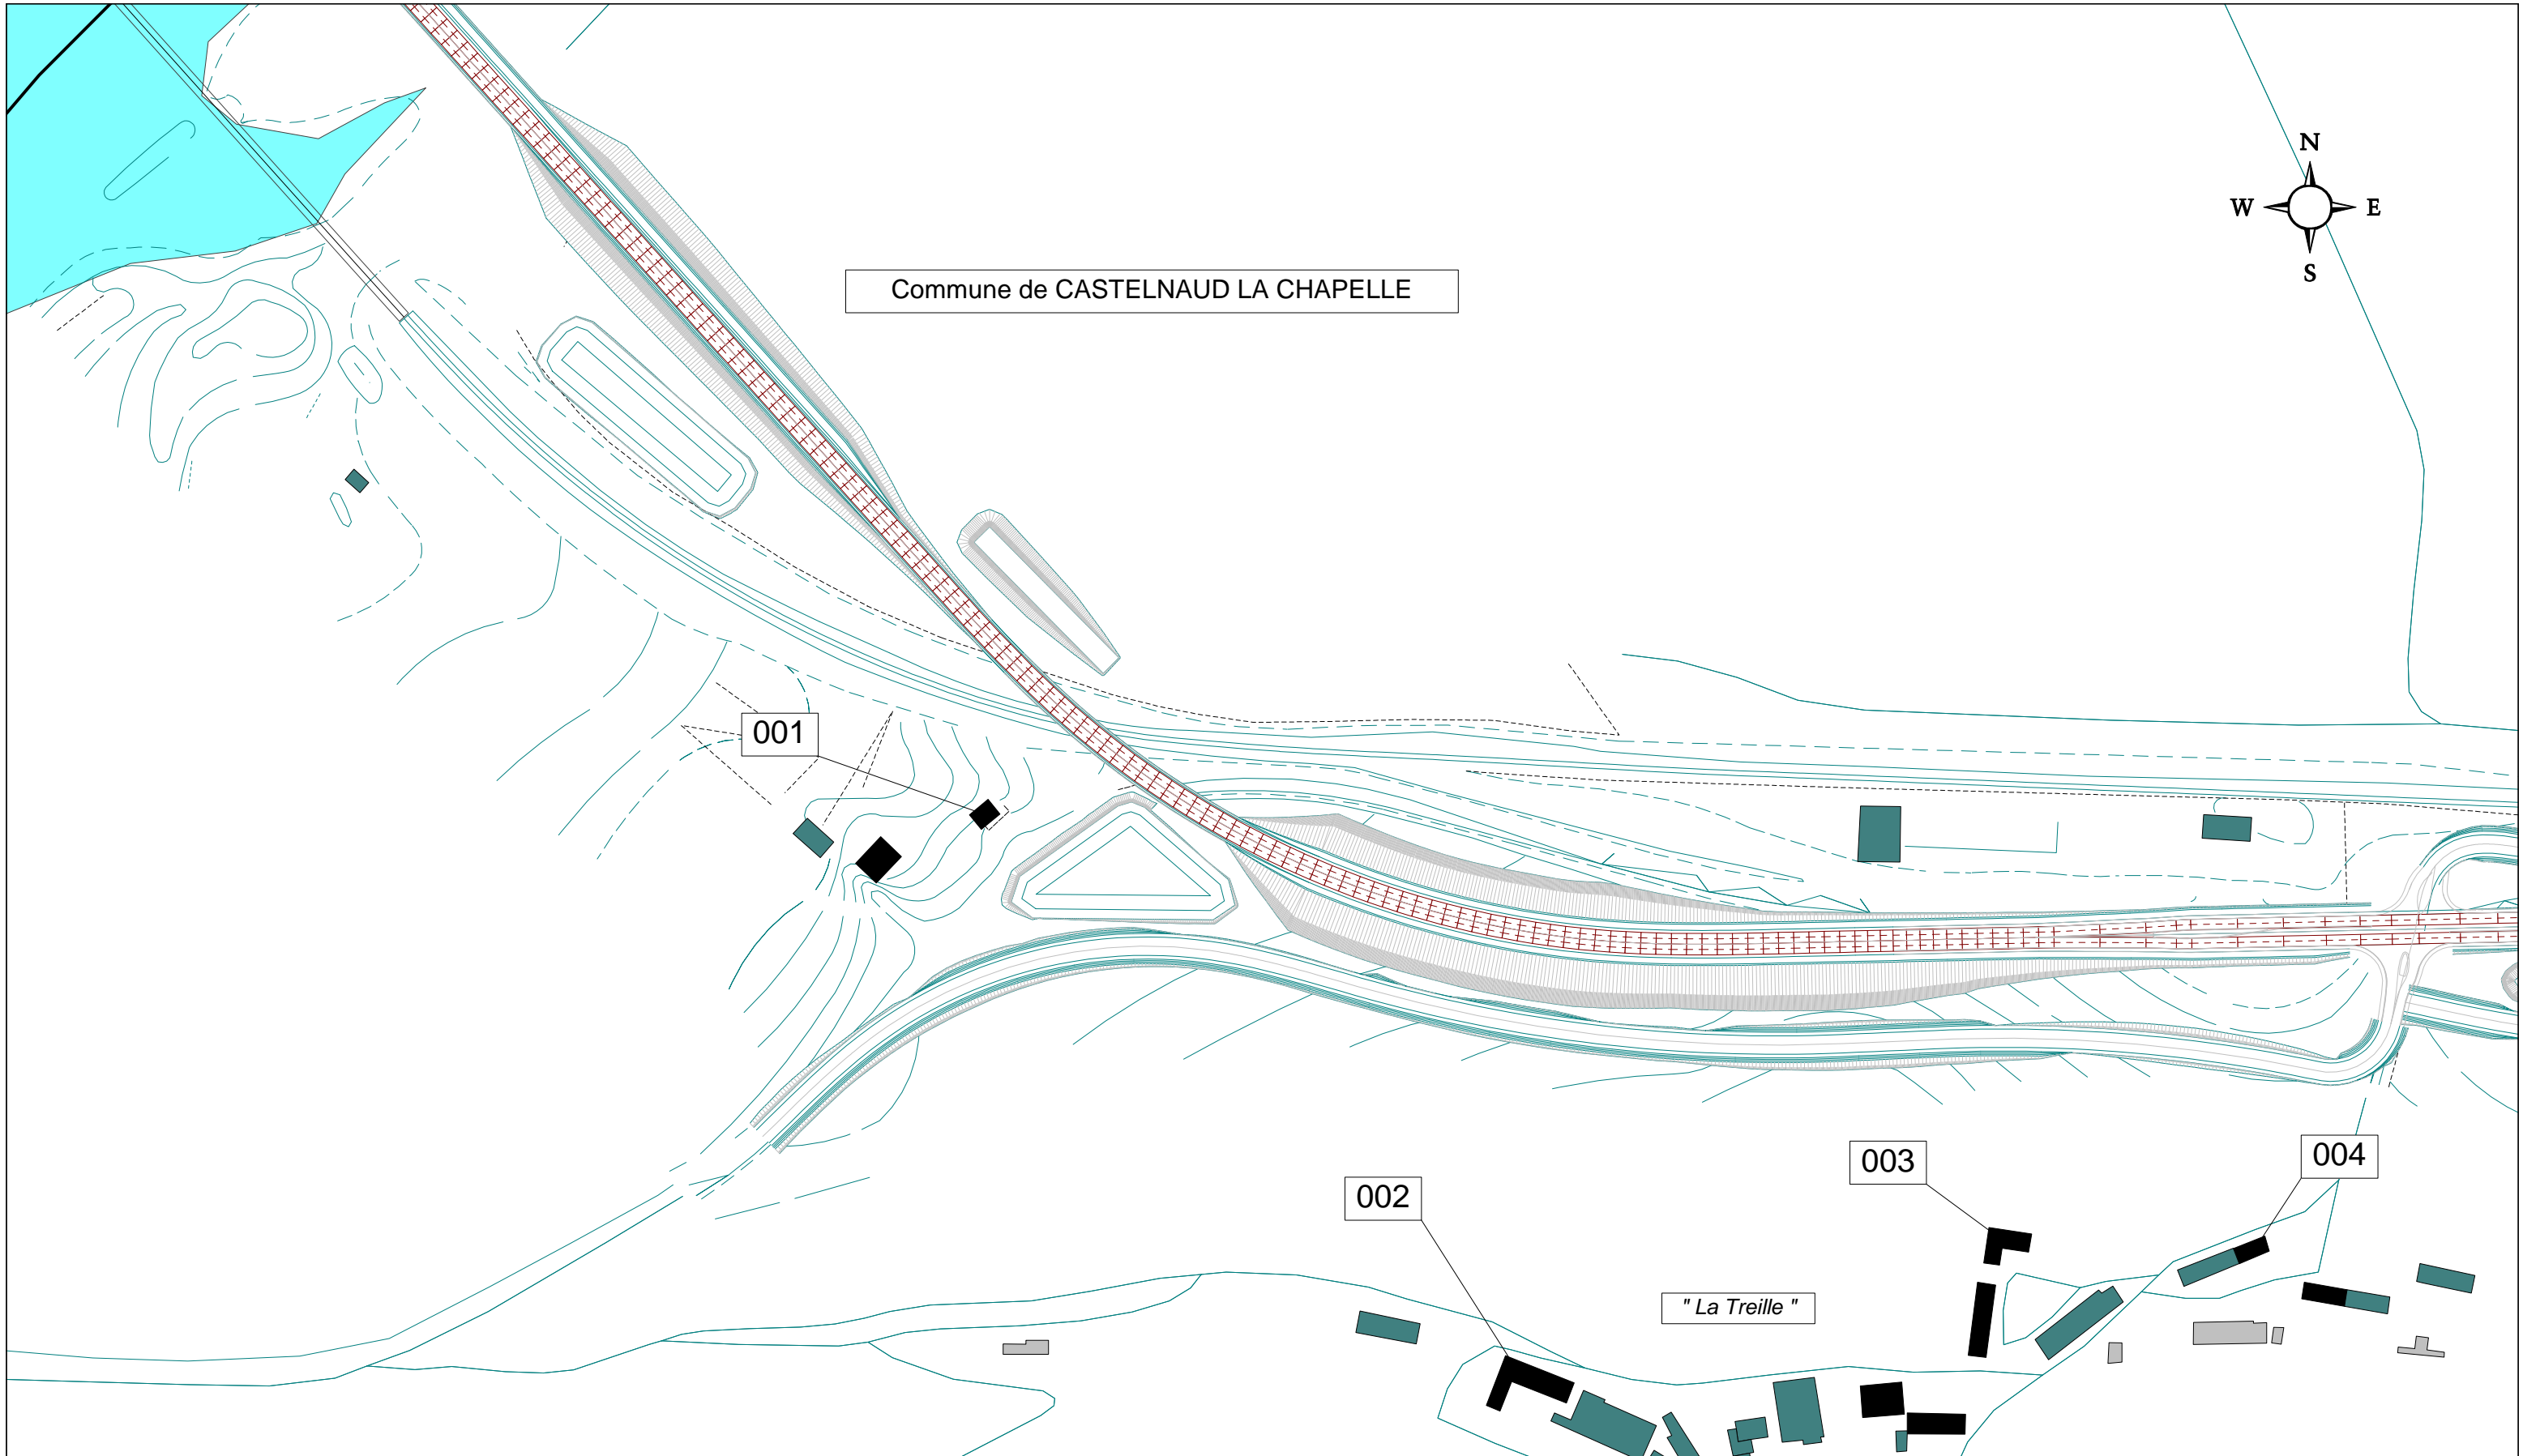 N
W E
S
Commune de CASTELNAUD LA CHAPELLE
001
002
003
004
" La Treille "